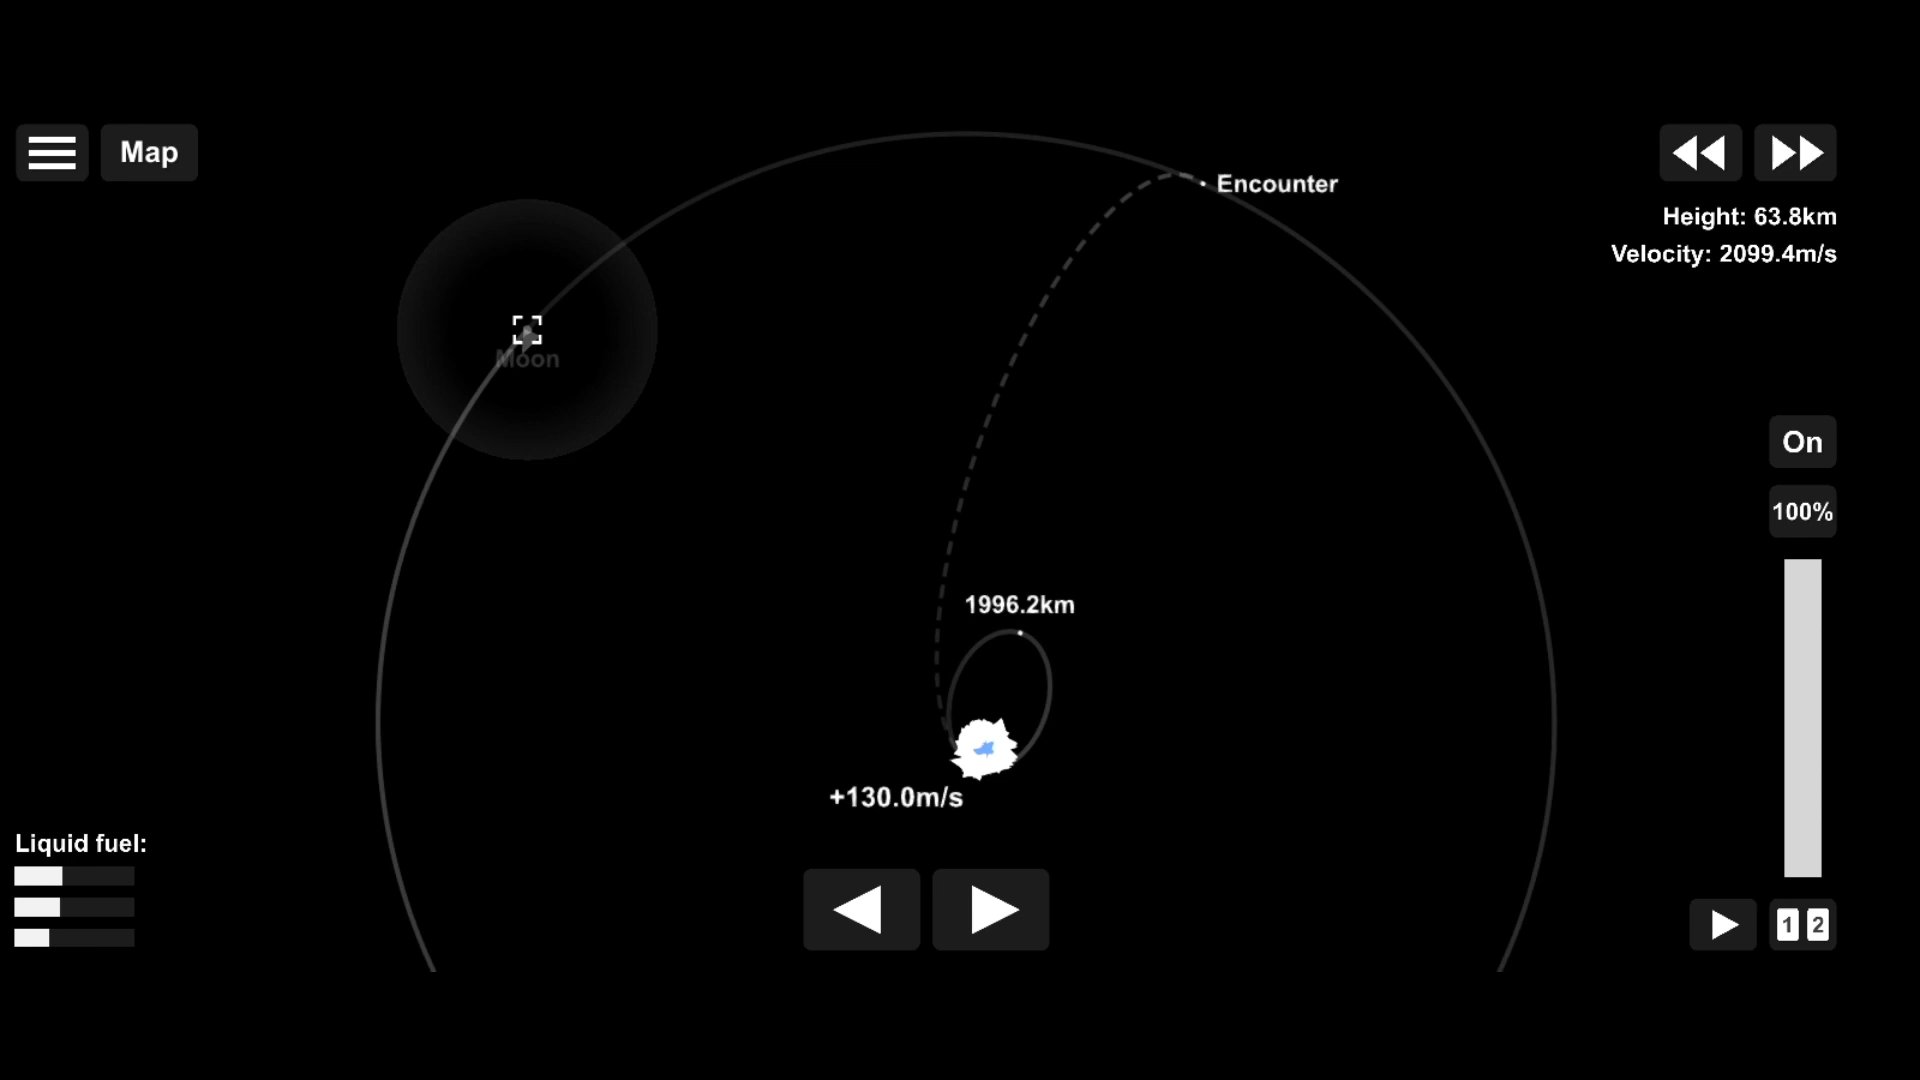 Map
Encounter
Height: 63.8km
Velocity: 2099.4m/s
Moon
On
100%
1996.2km
+130.0m/s
Liquid fuel:
1 2